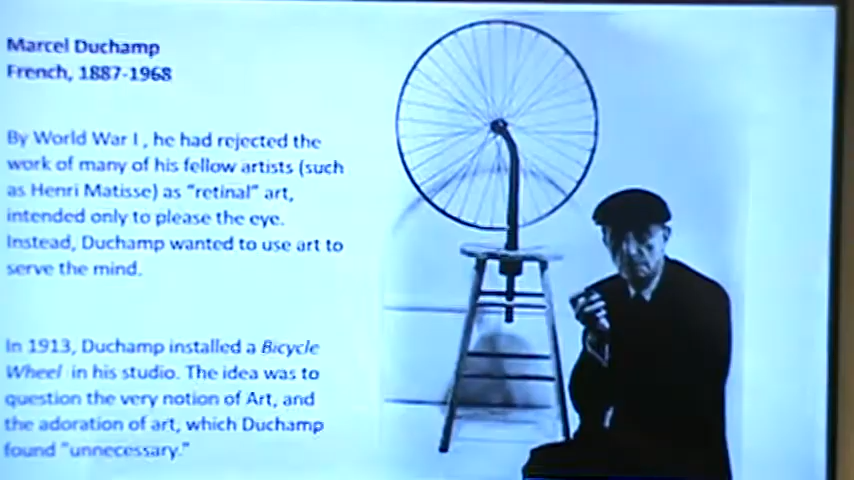 Marcel Duchamp
French, 1887-1968
By World War I , he had rejected the
work of many of his fellow artists (such
as Henri Matisse) as "retinal" art,
intended only to please the eye.
Instead, Duchamp wanted to use art to
serve the mind.
In 1913, Duchamp installed a Bicycle
Wheel in his studio. The idea was to
question the very notion of Art, and
the adoration of art, which Duchamp
found "unnecessary."